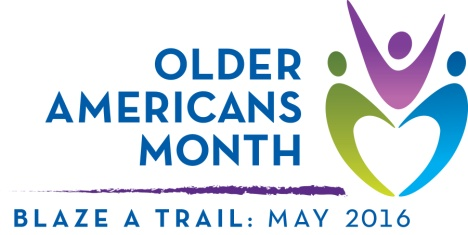 OLDER
AMERICANS
MONTH
BLAZE A TRAIL: MAY 2016